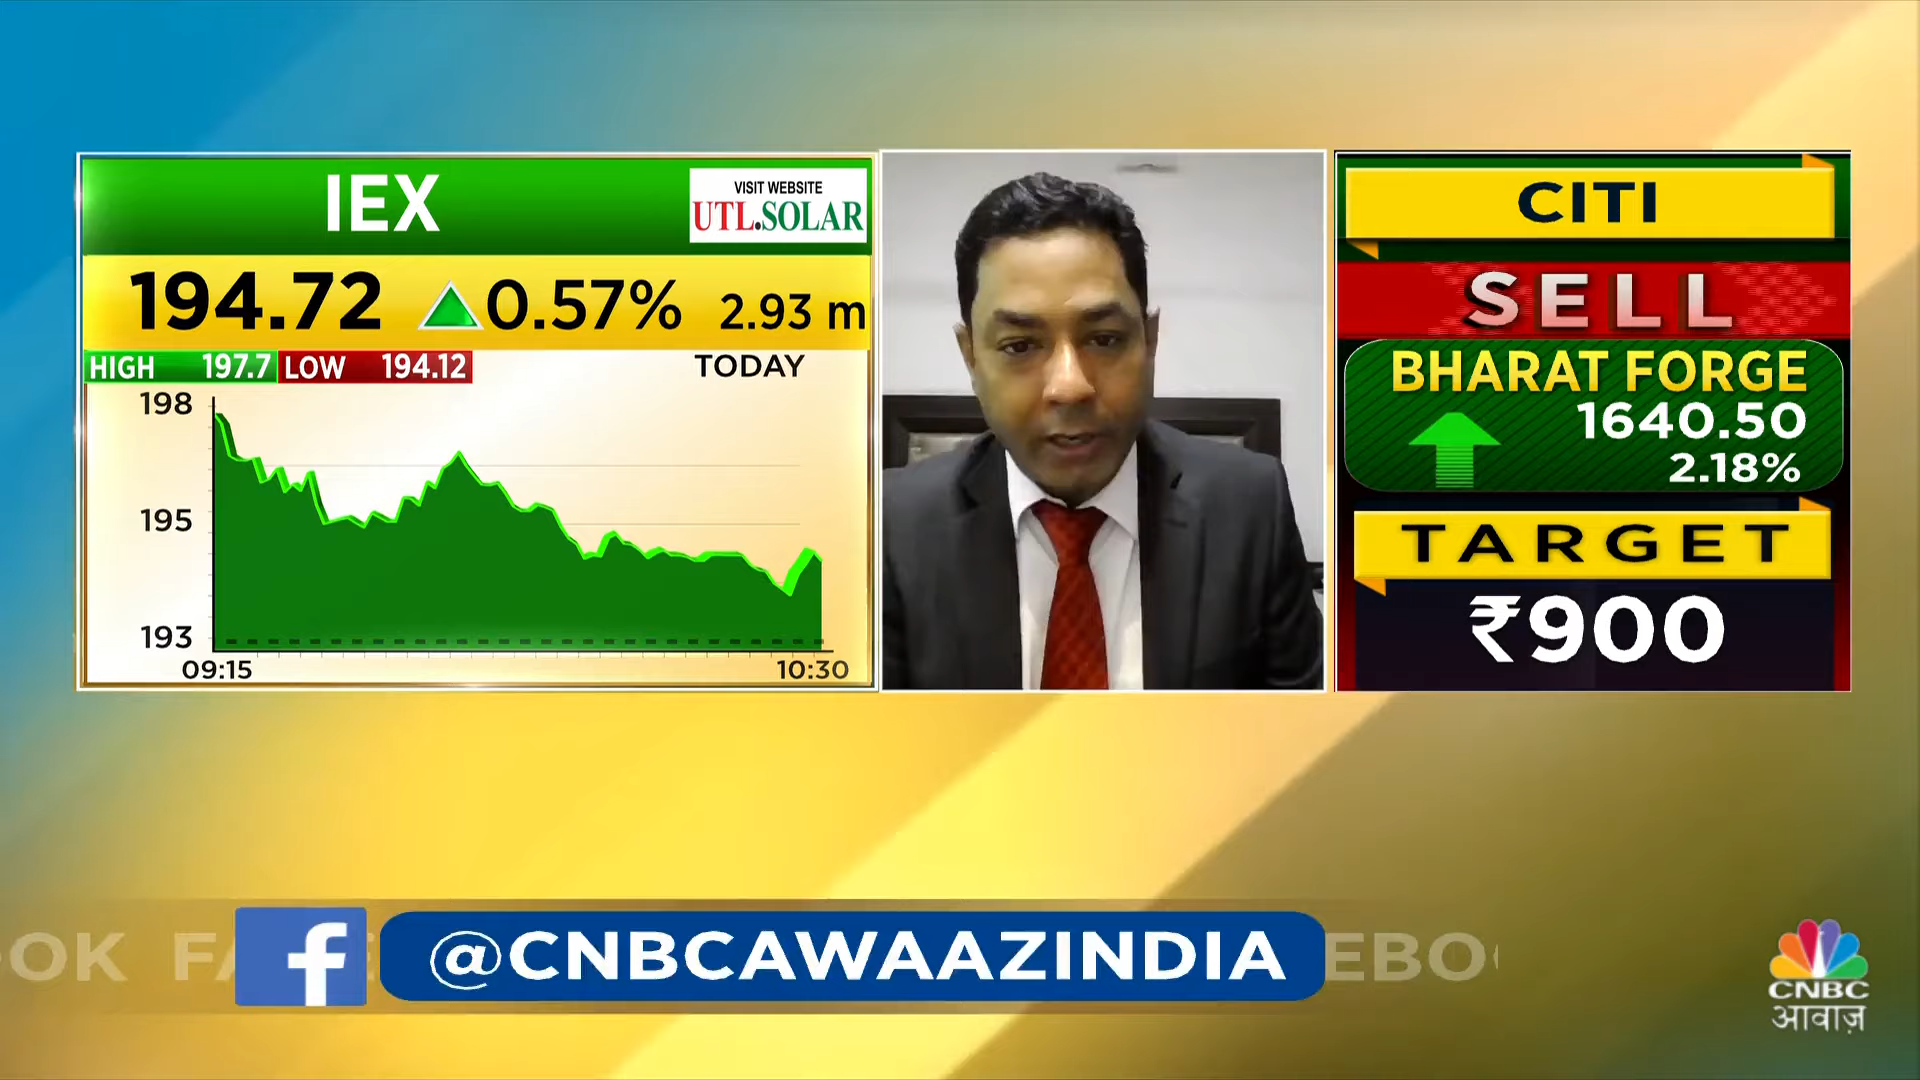 IEX
VISIT WEBSITE
UTL.SOLAR
194.72 0.57% 2.93 m
HIGH 197.7 LOW 194.12 TODAY
198
195
193
09:15 10:30
CITI
SELL
BHARAT FORGE
1640.50
2.18%
TARGET
₹900
@CNBCAWAAZINDIA
CNBC
आवाज़